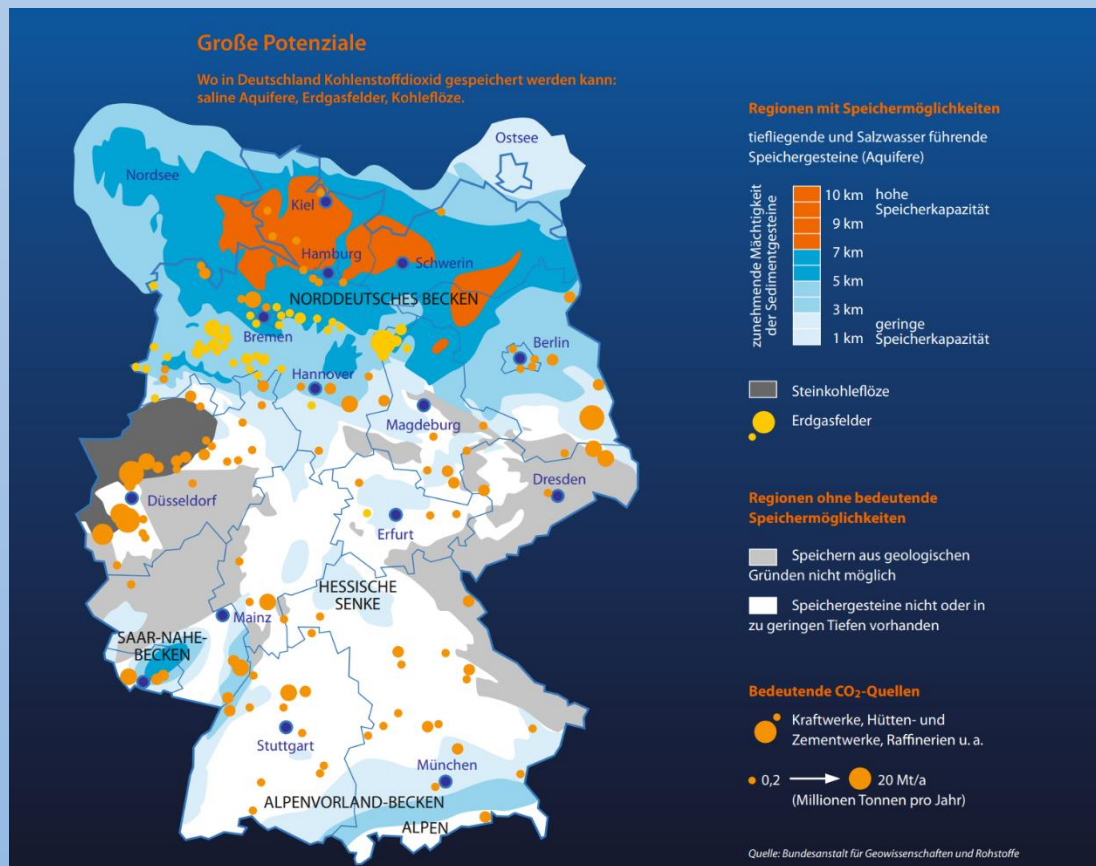 Große Potenziale
Wo in Deutschland Kohlenstoffdioxid gespeichert werden kann:
saline Aquifere, Erdgasfelder, Kohleflöze.
Ostsee
Nordsee
Kiel
Hamburg
Schwerin
NORDDEUTSCHES BECKEN
Bremen
Berlin
Hannover
Magdeburg
Düsseldorf
Dresden
Erfurt
HESSISCHE
SENKE
Mainz
SAAR-NAHE-
BECKEN
Stuttgart
München
ALPENVORLAND-BECKEN
ALPEN
Regionen mit Speichermöglichkeiten
tiefliegende und Salzwasser führende
Speichergesteine (Aquifere)
zunehmende Mächtigkeit
der Sedimentgesteine
10 km hohe
Speicherkapazität
9 km
7 km
5 km
3 km
1 km geringe
Speicherkapazität
Steinkohleflöze
Erdgasfelder
Regionen ohne bedeutende
Speichermöglichkeiten
Speichern aus geologischen
Gründen nicht möglich
Speichergesteine nicht oder in
zu geringen Tiefen vorhanden
Bedeutende CO₂-Quellen
Kraftwerke, Hütten- und
Zementwerke, Raffinerien u. a.
0,2 20 Mt/a
(Millionen Tonnen pro Jahr)
Quelle: Bundesanstalt für Geowissenschaften und Rohstoffe